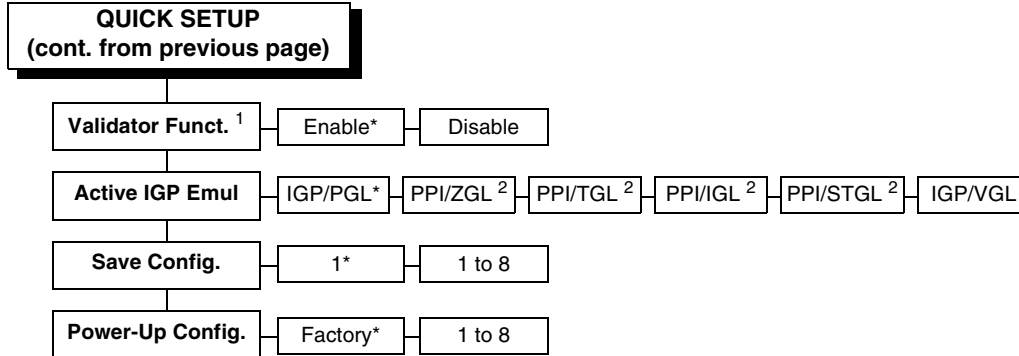 QUICK SETUP
(cont. from previous page)
Validator Funct. 1 Enable* Disable
Active IGP Emul IGP/PGL* PPI/ZGL 2 PPI/TGL 2 PPI/IGL 2 PPI/STGL 2 IGP/VGL
Save Config. 1* 1 to 8
Power-Up Config. Factory* 1 to 8